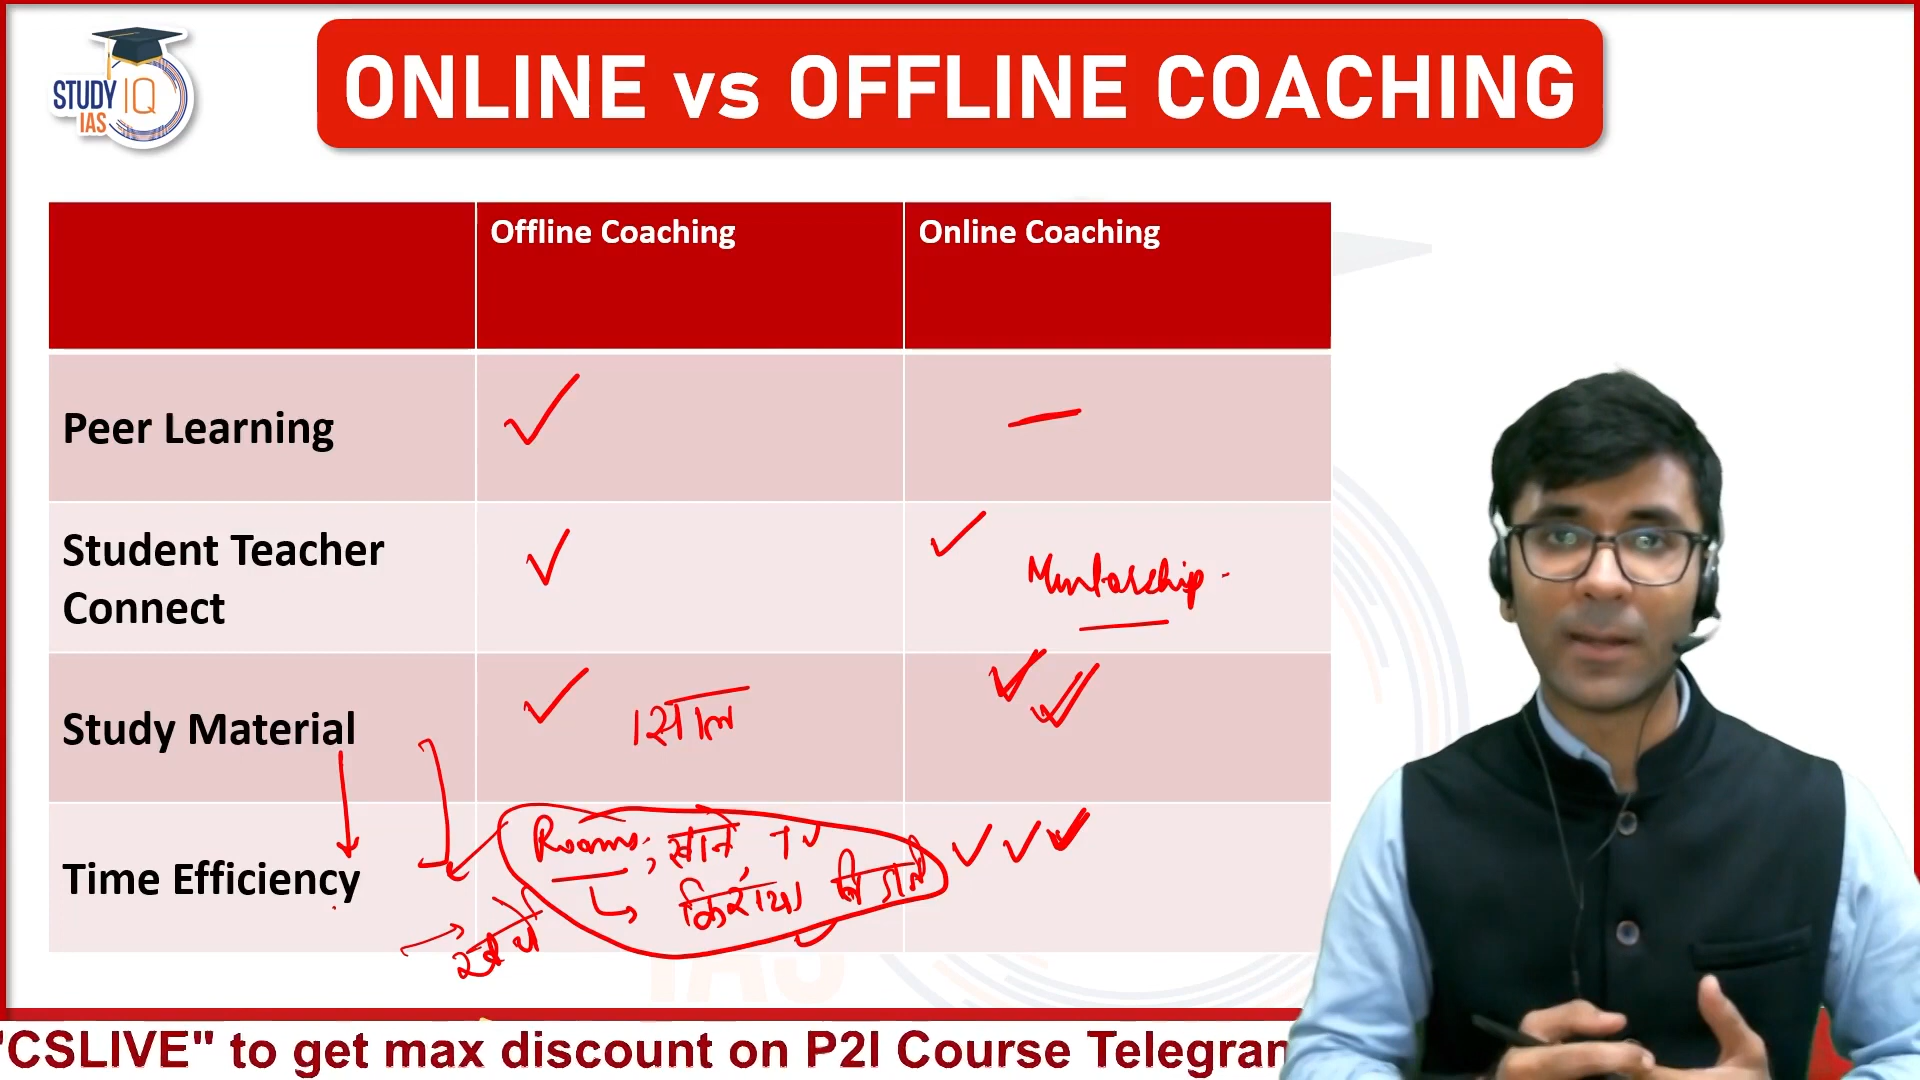 STUDY IQ
IAS
ONLINE vs OFFLINE COACHING
Offline Coaching
Online Coaching
Peer Learning
Student Teacher
Connect
Mentorship
Study Material
1 साल
Time Efficiency
Rooms, खाना,
किराया
"CSLIVE" to get max discount on P2I Course Telegran
IAS